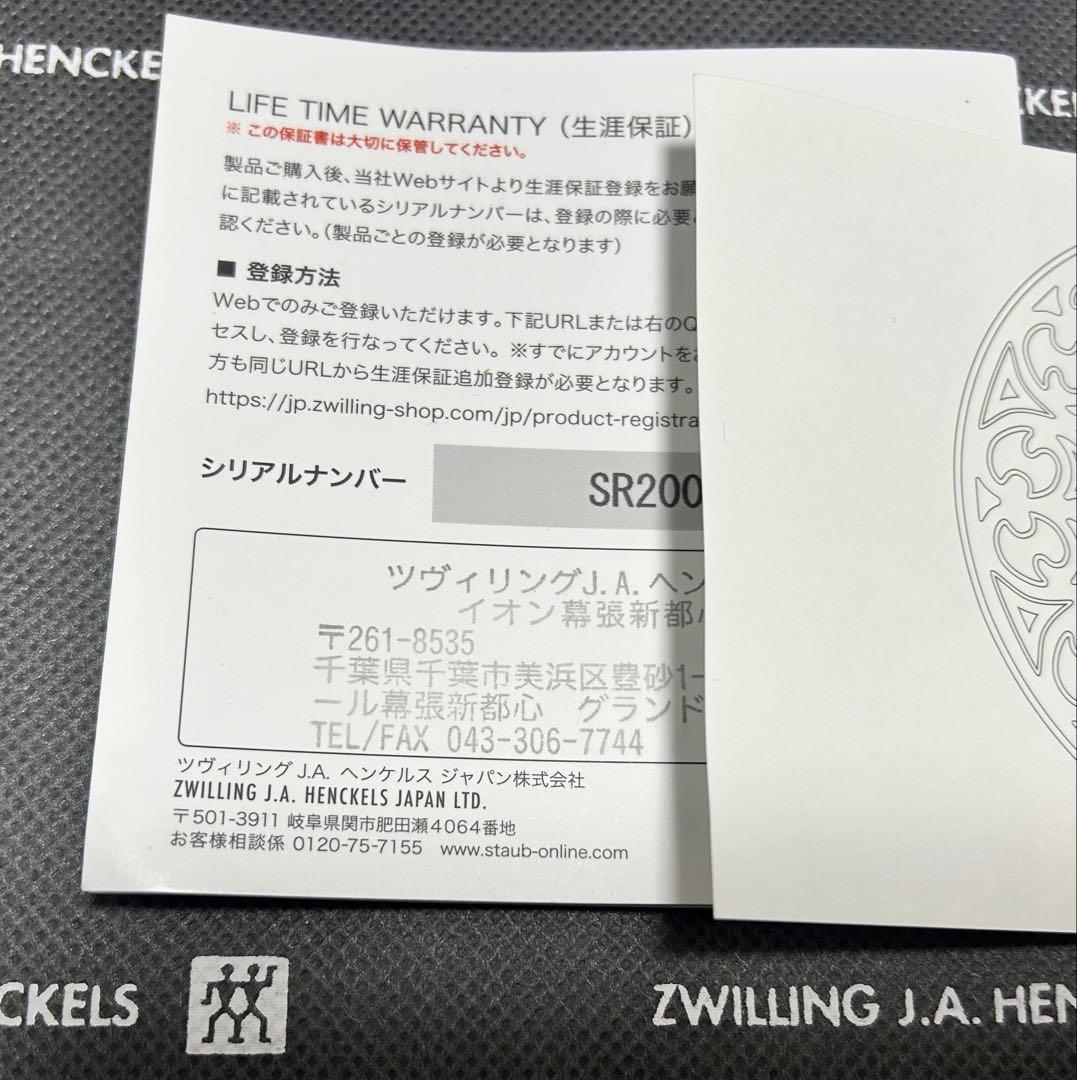 HENCKE
CKE
LIFE TIME WARRANTY（生涯保証）
※ この保証書は大切に保管してください。
製品ご購入後、当社Webサイトより生涯保証登録をお願
に記載されているシリアルナンバーは、登録の際に必要
認ください。（製品ごとの登録が必要となります）
■ 登録方法
Webでのみご登録いただけます。下記URLまたは右のQ
セスし、登録を行なってください。※すでにアカウントをお
方も同じURLから生涯保証追加登録が必要となります。
https://jp.zwilling-shop.com/jp/product-registra
シリアルナンバー SR200
ツヴィリングJ.A.ヘン
イオン幕張新都心
〒261-8535
千葉県千葉市美浜区豊砂1-
ール幕張新都心 グランド
TEL/FAX 043-306-7744
ツヴィリング J.A. ヘンケルス ジャパン株式会社
ZWILLING J.A. HENCKELS JAPAN LTD.
〒501-3911 岐阜県関市肥田瀬4064番地
お客様相談係 0120-75-7155 www.staub-online.com
CKELS
ZWILLING J.A. HEN